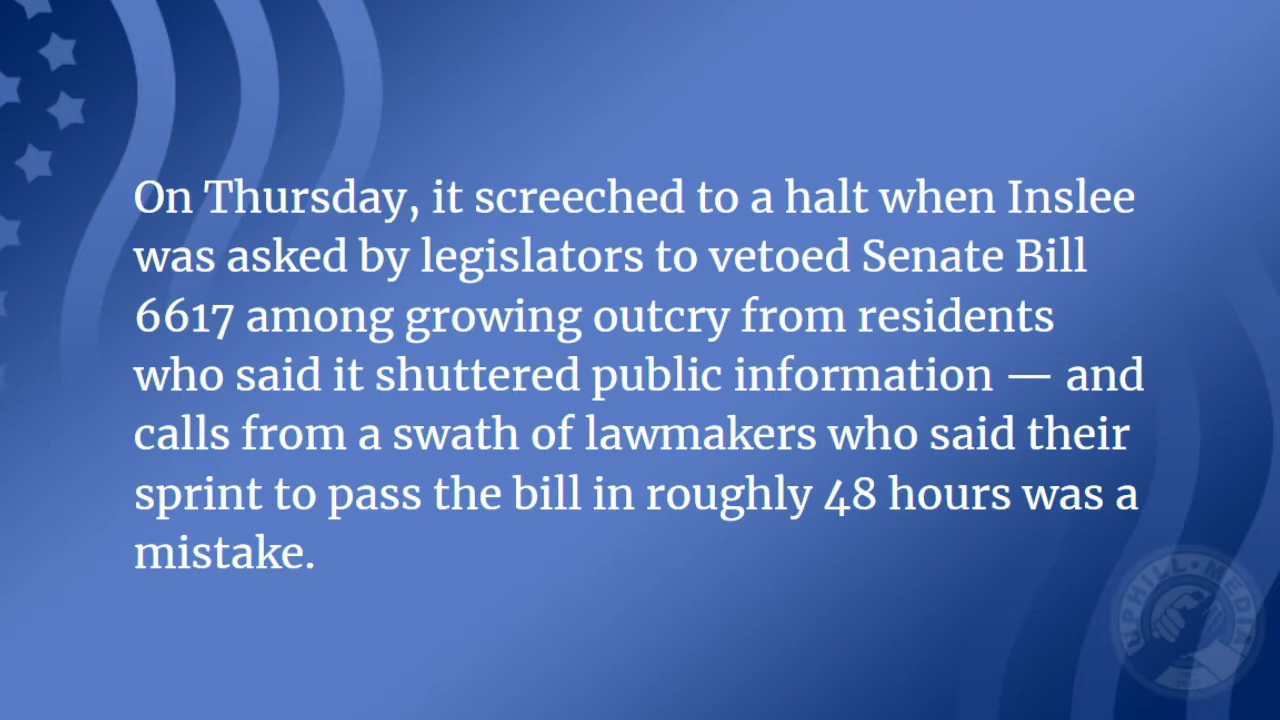 On Thursday, it screeched to a halt when Inslee
was asked by legislators to vetoed Senate Bill
6617 among growing outcry from residents
who said it shuttered public information — and
calls from a swath of lawmakers who said their
sprint to pass the bill in roughly 48 hours was a
mistake.
UPHILL • MEDIA